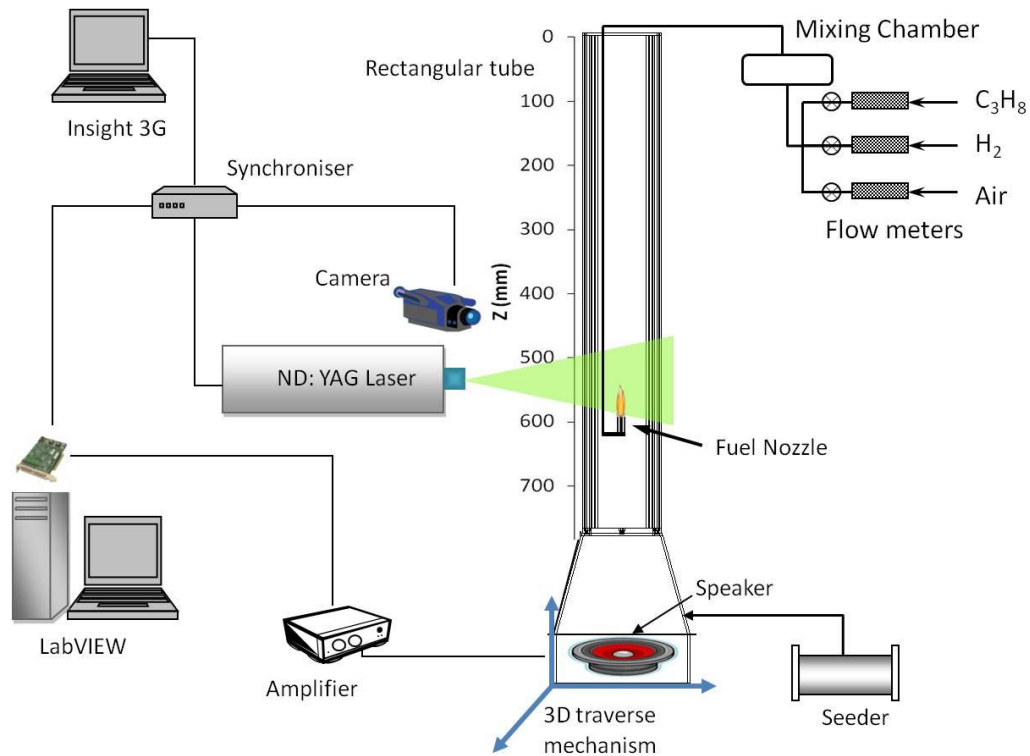 Mixing Chamber
0
Rectangular tube
100
C₃H₈
Insight 3G
H₂
200
Synchroniser
Air
Flow meters
300
Camera
Z (mm)
400
500
ND: YAG Laser
600
Fuel Nozzle
700
Speaker
LabVIEW
Amplifier
3D traverse
mechanism
Seeder